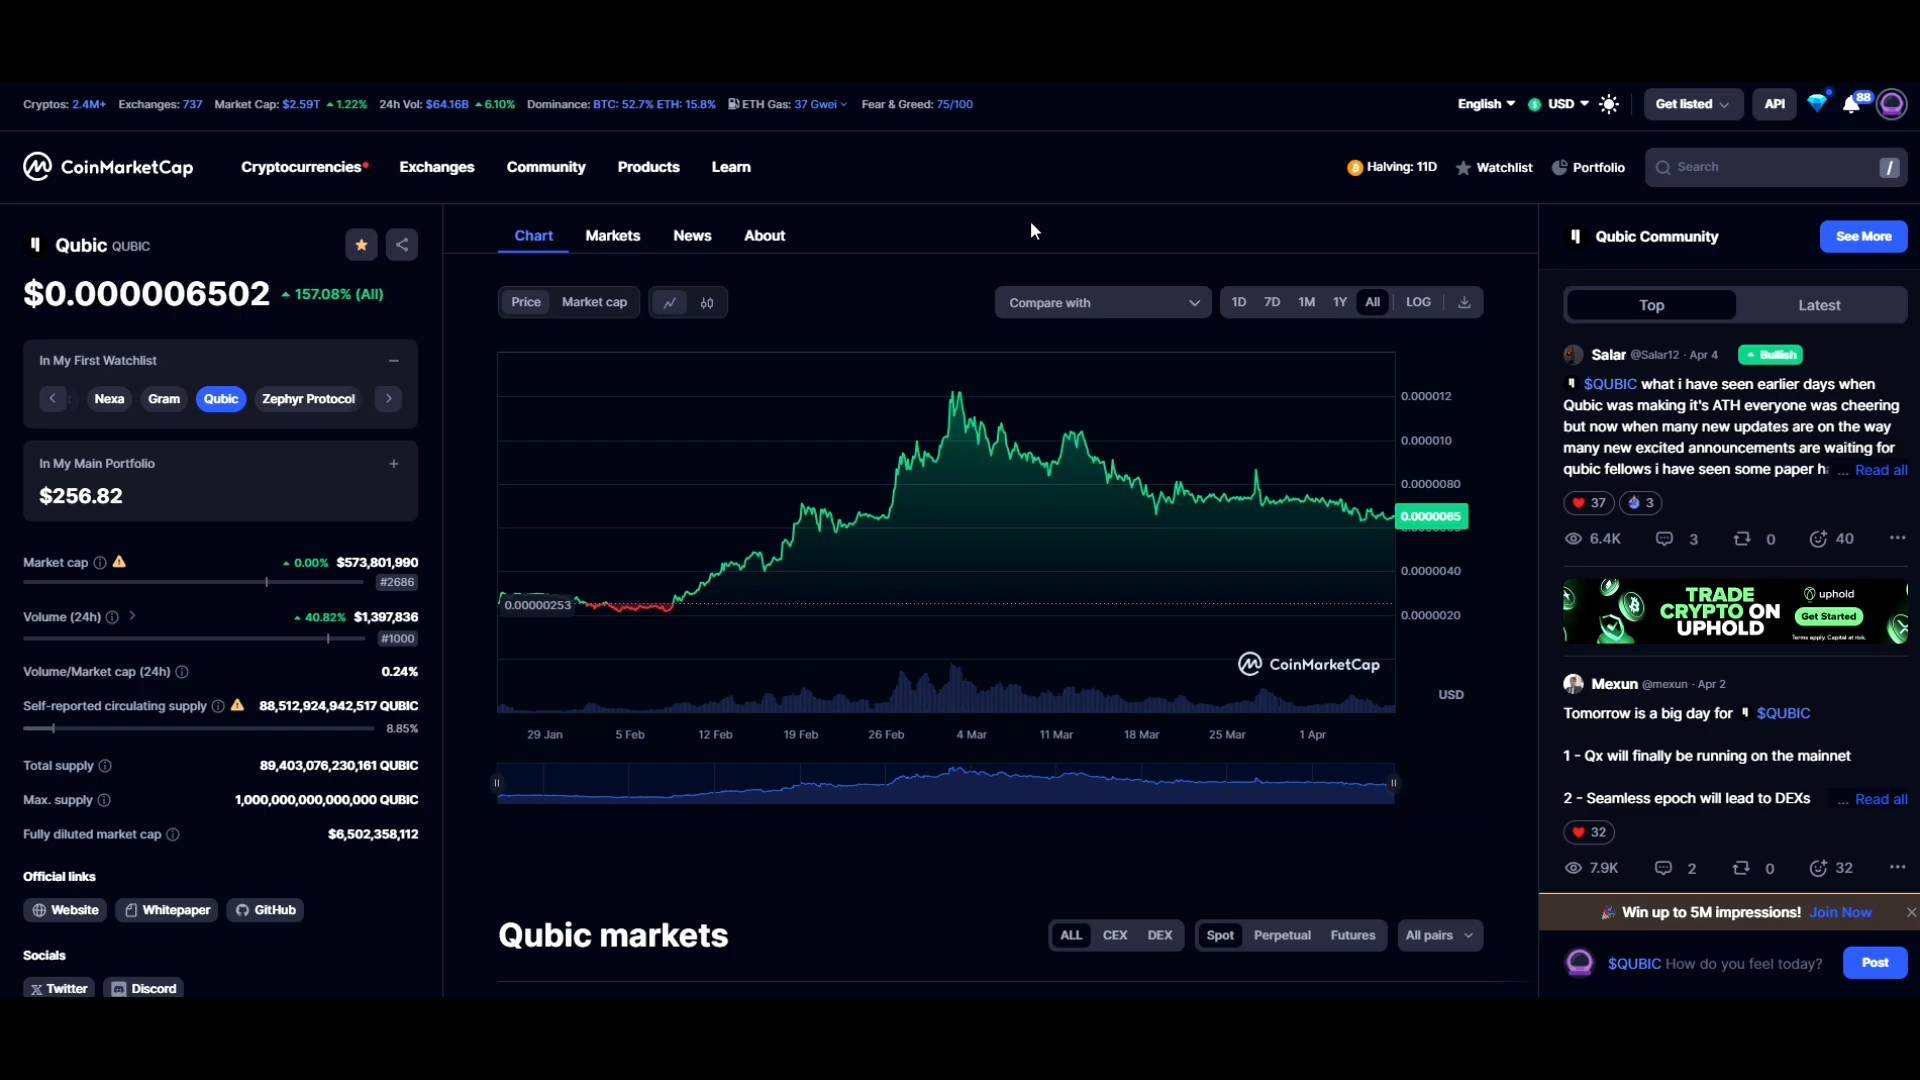 Cryptos: 2.4M+ Exchanges: 737 Market Cap: $2.59T 1.22% 24h Vol: $64.16B 6.10% Dominance: BTC: 52.7% ETH: 15.8% ETH Gas: 37 Gwei Fear & Greed: 75/100
English USD Get listed API 88
CoinMarketCap Cryptocurrencies Exchanges Community Products Learn
Halving: 11D Watchlist Portfolio Search /
Qubic QUBIC
$0.000006502 157.08% (All)
In My First Watchlist
Nexa Gram Qubic Zephyr Protocol
In My Main Portfolio
$256.82
Market cap 0.00% $573,801,990
#2686
Volume (24h) 40.82% $1,397,836
#1000
Volume/Market cap (24h) 0.24%
Self-reported circulating supply 88,512,924,942,517 QUBIC
8.85%
Total supply 89,403,076,230,161 QUBIC
Max. supply 1,000,000,000,000,000 QUBIC
Fully diluted market cap $6,502,358,112
Official links
Website Whitepaper GitHub
Socials
Twitter Discord
Chart Markets News About
Price Market cap
Compare with 1D 7D 1M 1Y All LOG
0.000012
0.000010
0.0000080
0.0000065
0.0000040
0.00000253
0.0000020
CoinMarketCap
USD
29 Jan 5 Feb 12 Feb 19 Feb 26 Feb 4 Mar 11 Mar 18 Mar 25 Mar 1 Apr
Qubic markets
ALL CEX DEX Spot Perpetual Futures All pairs
Qubic Community See More
Top Latest
Salar @Salar12 · Apr 4 Bullish
$QUBIC what i have seen earlier days when
Qubic was making it's ATH everyone was cheering
but now when many new updates are on the way
many new excited announcements are waiting for
qubic fellows i have seen some paper h ... Read all
37 3
6.4K 3 0 40
TRADE
CRYPTO ON
UPHOLD
uphold
Get Started
Terms apply. Capital at risk.
Mexun @mexun · Apr 2
Tomorrow is a big day for $QUBIC
1 - Qx will finally be running on the mainnet
2 - Seamless epoch will lead to DEXs ... Read all
32
7.9K 2 0 32
Win up to 5M impressions! Join Now
$QUBIC How do you feel today? Post